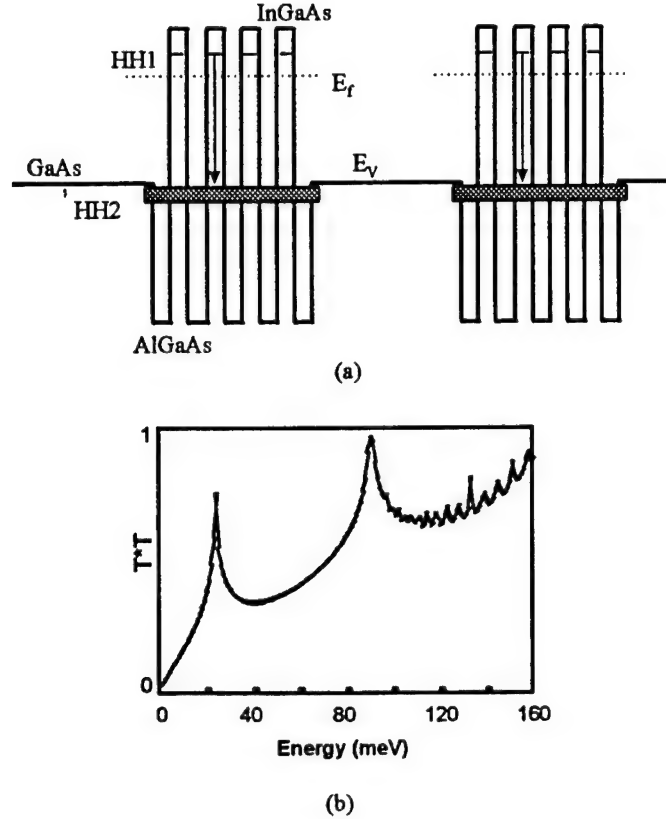 InGaAs
HH1
E_f
GaAs
E_V
HH2
AlGaAs
(a)
1
T*T
0
0 40 80 120 160
Energy (meV)
(b)